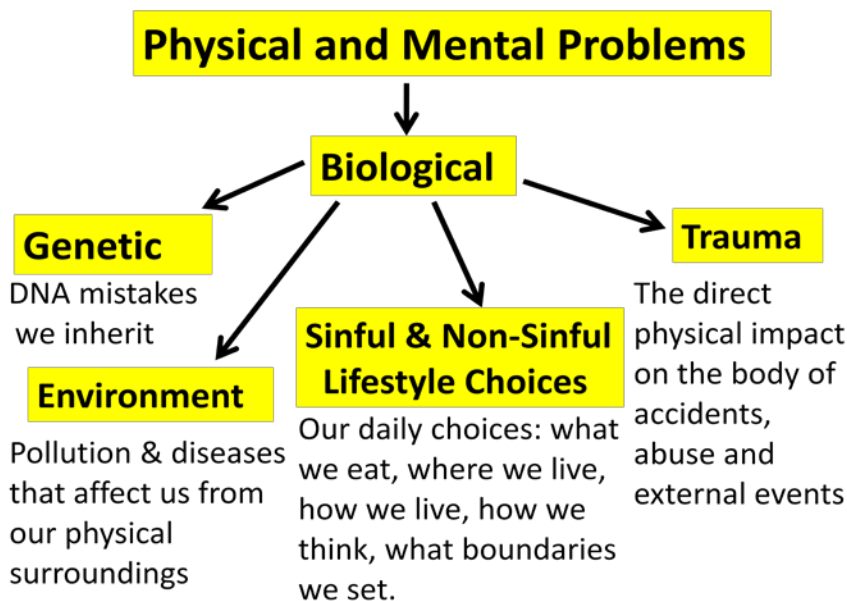 Physical and Mental Problems
Biological
Genetic
DNA mistakes
we inherit
Environment
Pollution & diseases
that affect us from
our physical
surroundings
Sinful & Non-Sinful
Lifestyle Choices
Our daily choices: what
we eat, where we live,
how we live, how we
think, what boundaries
we set.
Trauma
The direct
physical impact
on the body of
accidents,
abuse and
external events